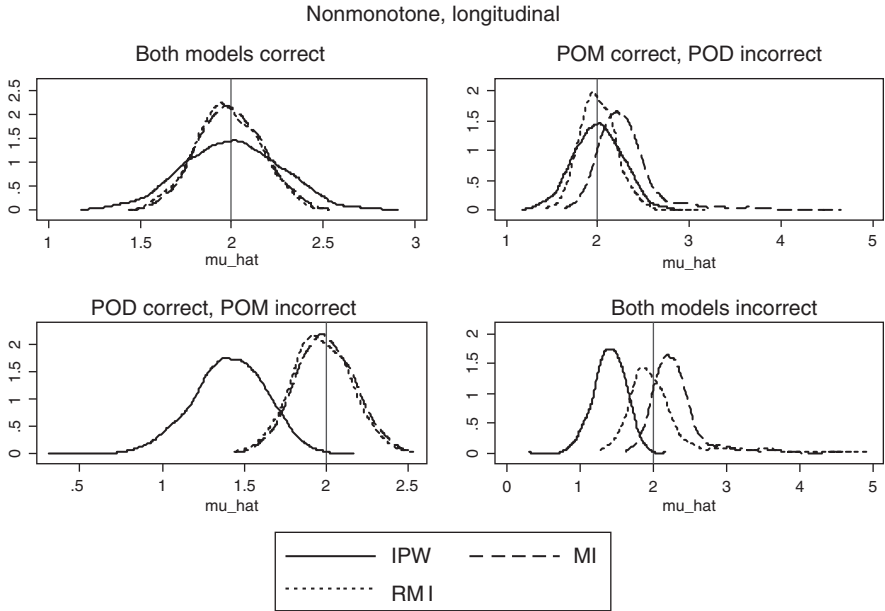 Nonmonotone, longitudinal
Both models correct
2.5
2
1.5
1
.5
0
1 1.5 2 2.5 3
mu_hat
POM correct, POD incorrect
2
1.5
1
.5
0
1 2 3 4 5
mu_hat
POD correct, POM incorrect
2
1.5
1
.5
0
.5 1 1.5 2 2.5
mu_hat
Both models incorrect
2
1.5
1
.5
0
0 1 2 3 4 5
mu_hat
IPW MI
RMI